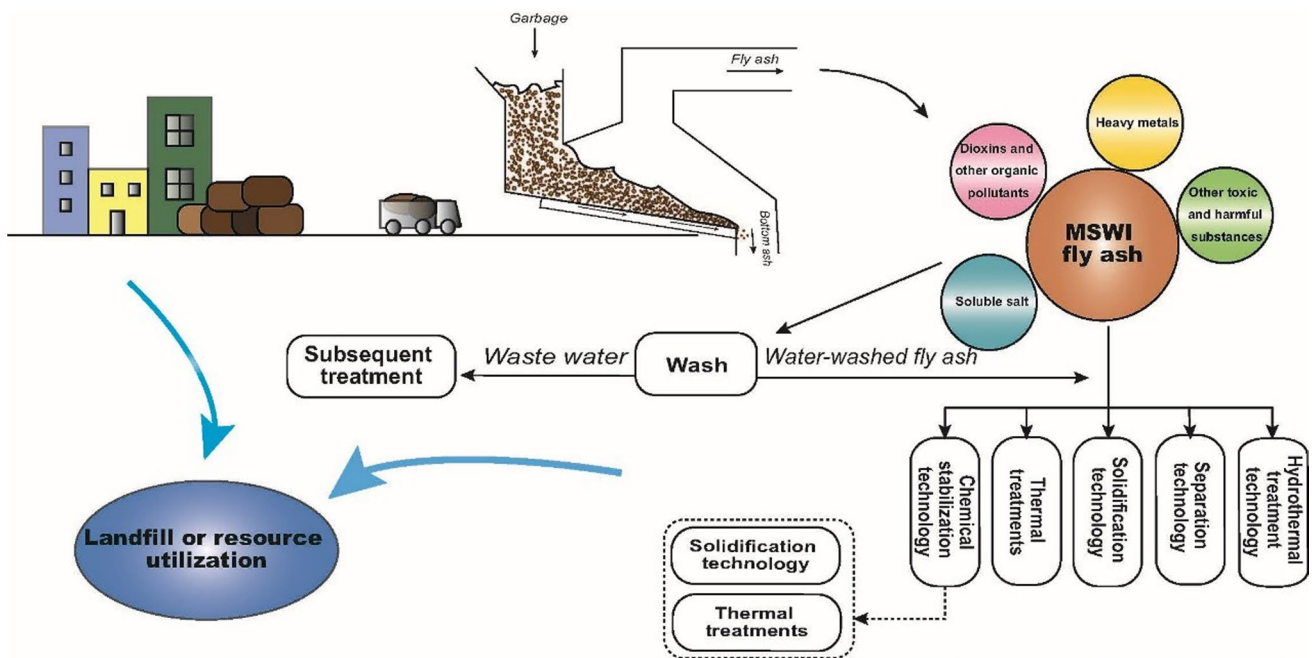 Garbage
Fly ash
Bottom ash
Heavy metals
Dioxins and
other organic
pollutants
Other toxic
and harmful
substances
MSWI
fly ash
Soluble salt
Subsequent
treatment
Waste water
Wash
Water-washed fly ash
Chemical
stabilization
technology
Thermal
treatments
Solidification
technology
Separation
technology
Hydrothermal
treatment
technology
Landfill or resource
utilization
Solidification
technology
Thermal
treatments